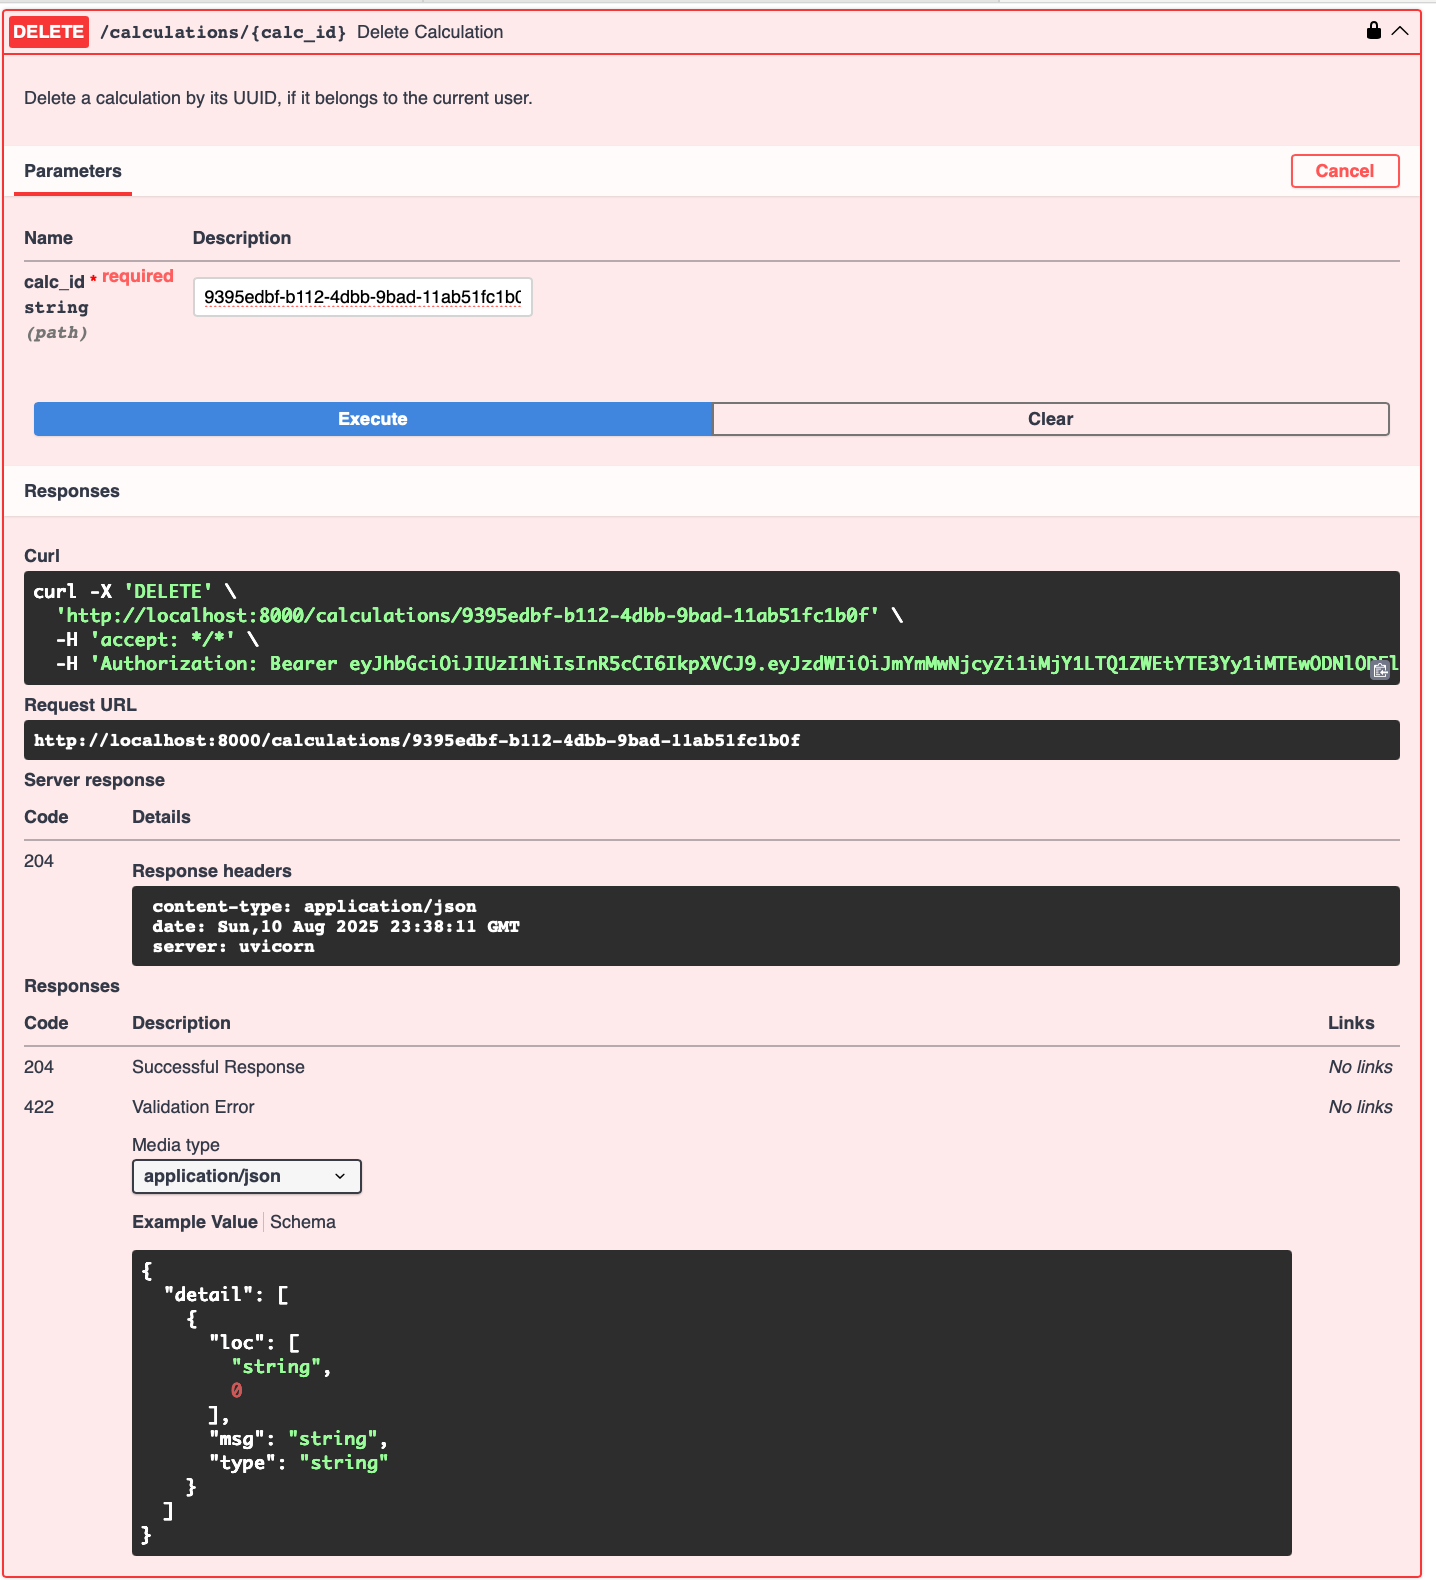 DELETE /calculations/{calc_id} Delete Calculation
Delete a calculation by its UUID, if it belongs to the current user.
Parameters
Cancel
Name Description
calc_id * required
string
(path)
9395edbf-b112-4dbb-9bad-11ab51fc1b0
Execute
Clear
Responses
Curl
curl -X 'DELETE' \
'http://localhost:8000/calculations/9395edbf-b112-4dbb-9bad-11ab51fc1b0f' \
-H 'accept: */*' \
-H 'Authorization: Bearer
Request URL
http://localhost:8000/calculations/9395edbf-b112-4dbb-9bad-11ab51fc1b0f
Server response
Code Details
204
Response headers
content-type: application/json
date: Sun,10 Aug 2025 23:38:11 GMT
server: uvicorn
Responses
Code Description Links
204 Successful Response No links
422 Validation Error No links
Media type
application/json
Example Value Schema
{
"detail": [
{
"loc": [
"string",
0
],
"msg": "string",
"type": "string"
}
]
}